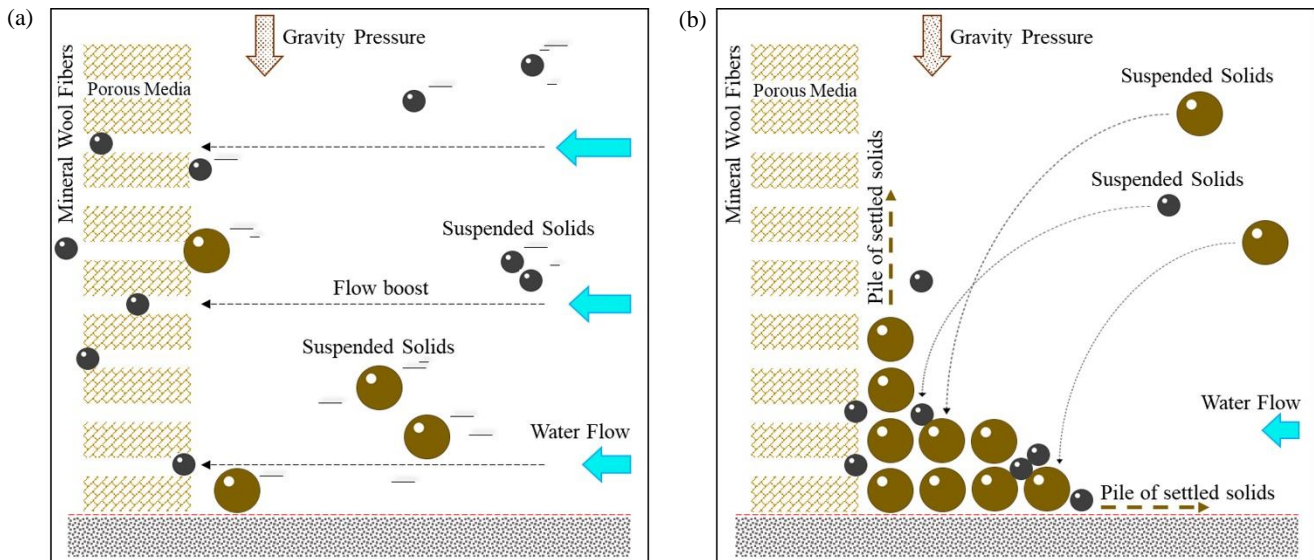 (a)
Gravity Pressure
Mineral Wool Fibers
Porous Media
Suspended Solids
Flow boost
Suspended Solids
Water Flow
(b)
Gravity Pressure
Mineral Wool Fibers
Porous Media
Suspended Solids
Suspended Solids
Pile of settled solids
Water Flow
Pile of settled solids